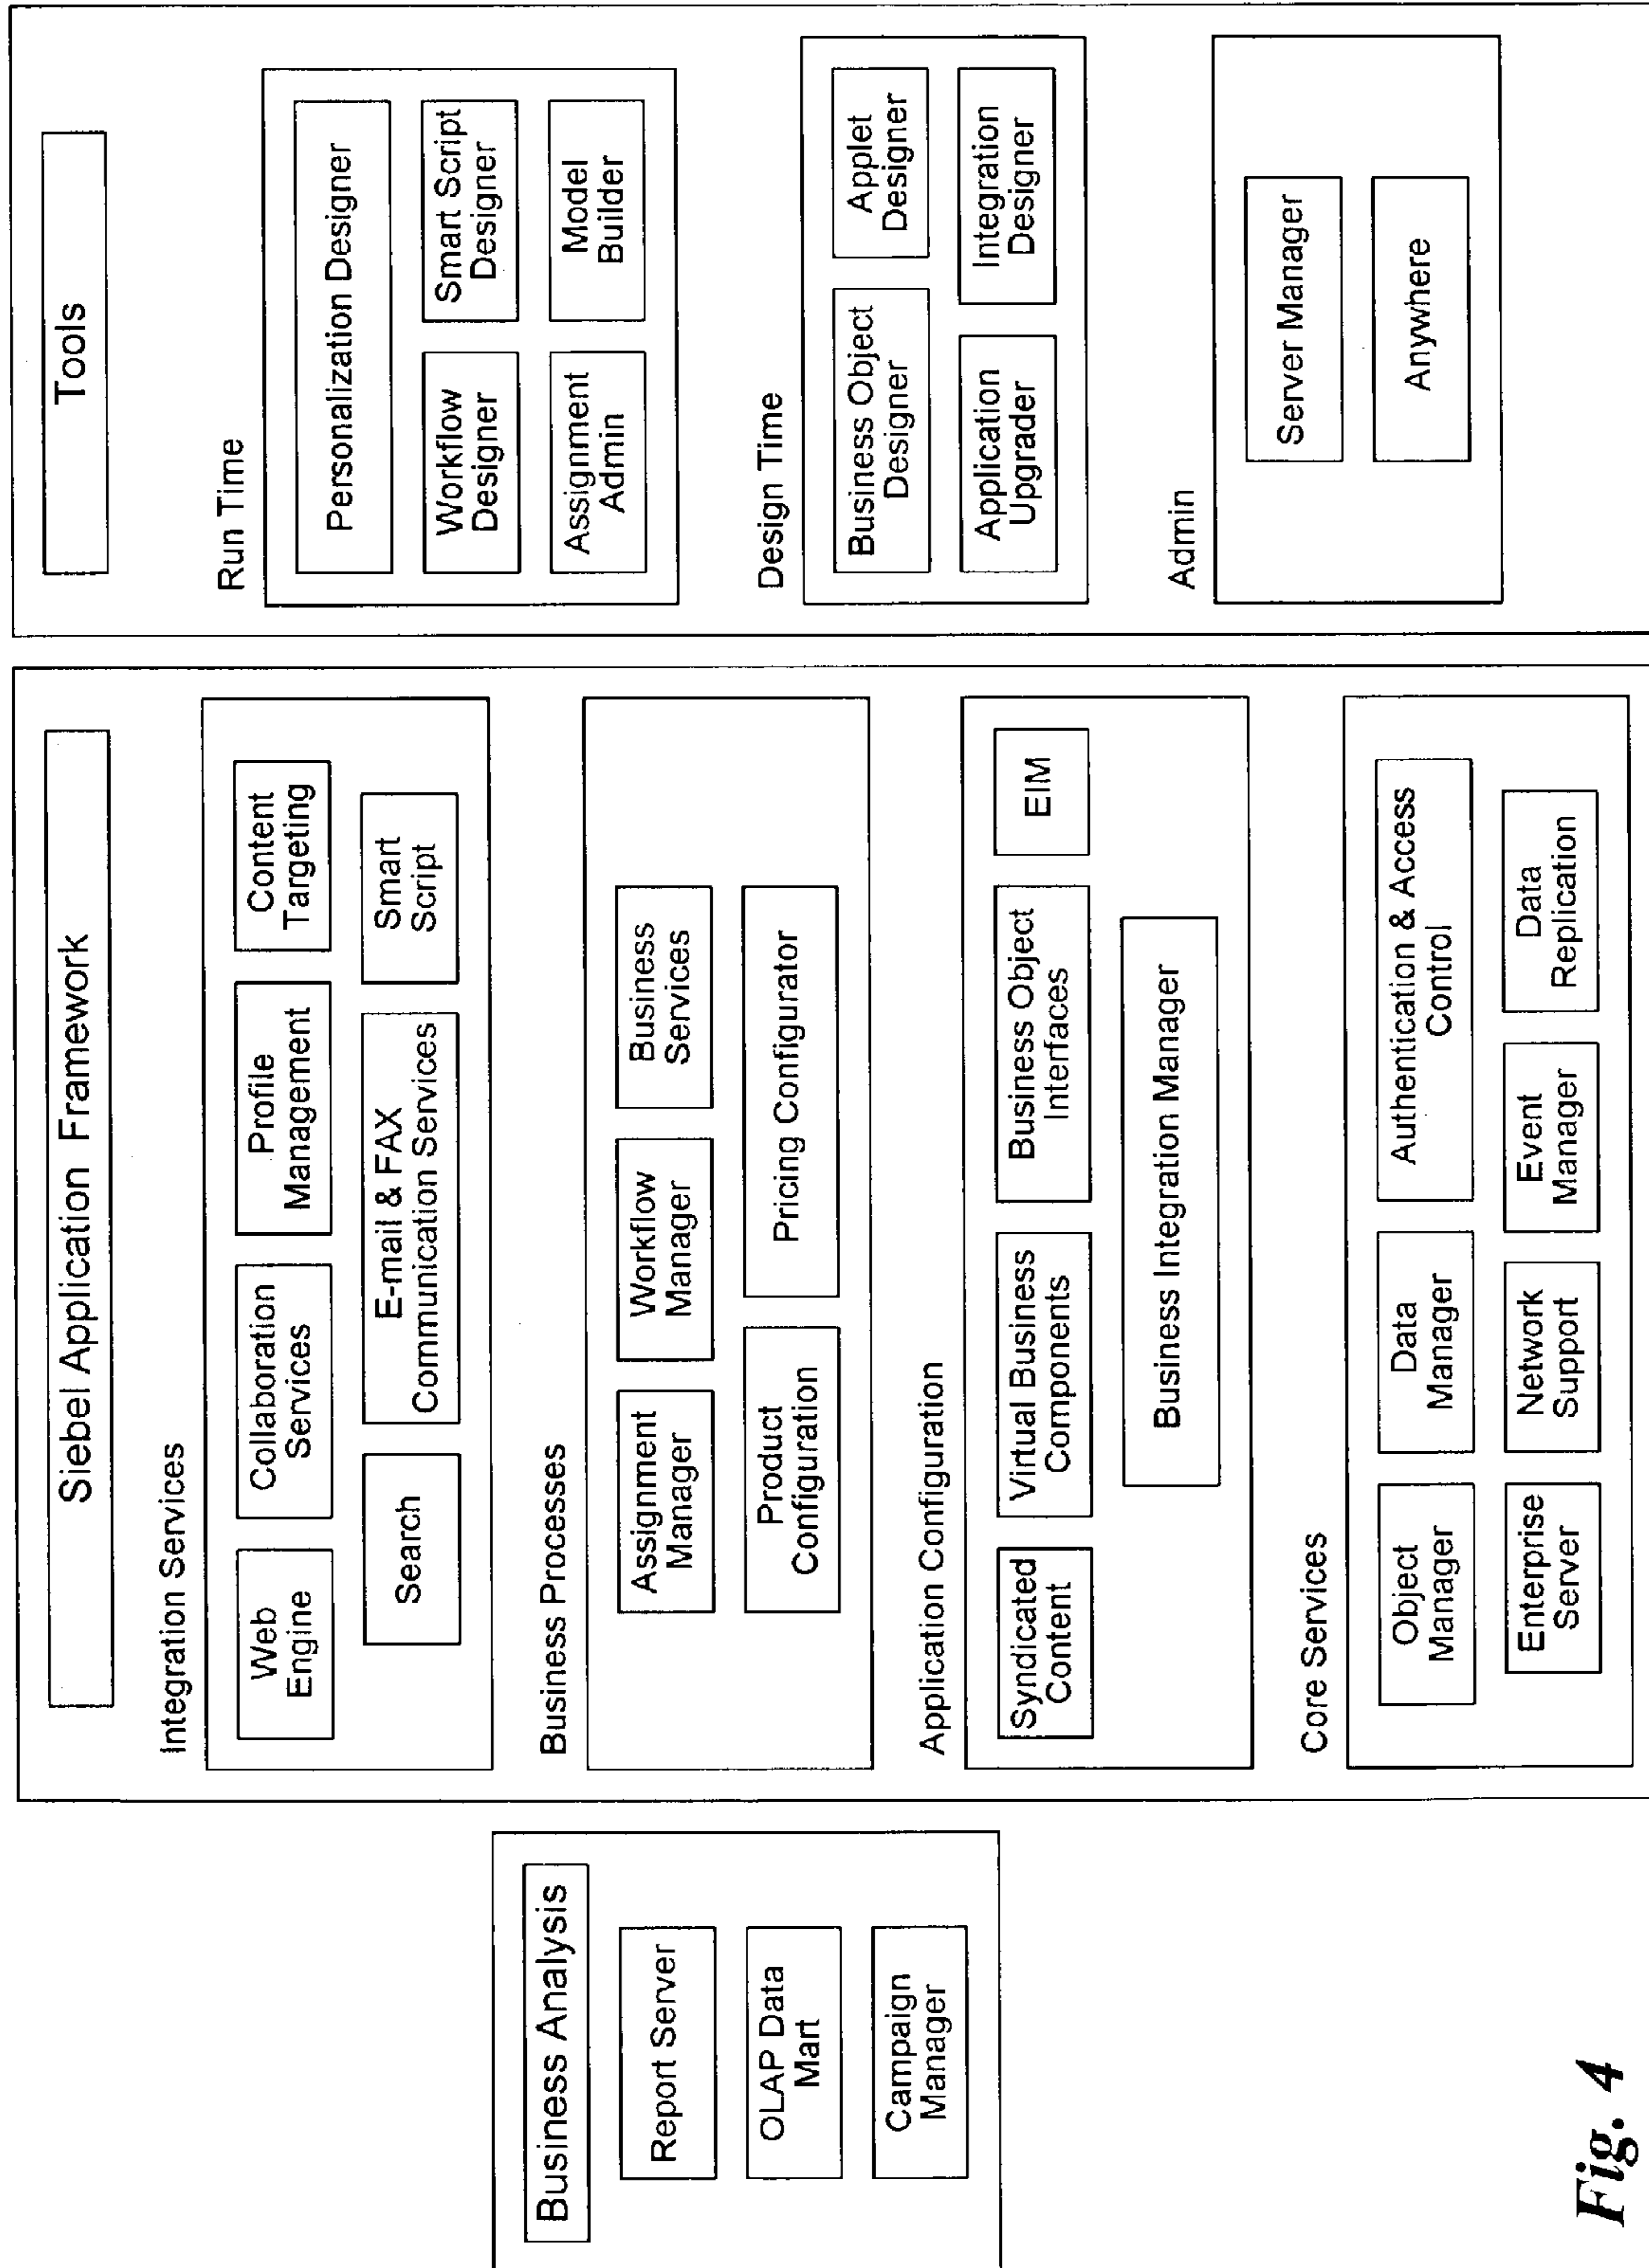 Business Analysis
Report Server
OLAP Data
Mart
Campaign
Manager
Siebel Application Framework
Integration Services
Web
Engine
Collaboration
Services
Profile
Management
Content
Targeting
Search
E-mail & FAX
Communication Services
Smart
Script
Business Processes
Assignment
Manager
Workflow
Manager
Business
Services
Product
Configuration
Pricing Configurator
Application Configuration
Syndicated
Content
Virtual Business
Components
Business Object
Interfaces
EIM
Business Integration Manager
Core Services
Object
Manager
Data
Manager
Authentication & Access
Control
Enterprise
Server
Network
Support
Event
Manager
Data
Replication
Tools
Run Time
Personalization Designer
Workflow
Designer
Smart Script
Designer
Assignment
Admin
Model
Builder
Design Time
Business Object
Designer
Applet
Designer
Application
Upgrader
Integration
Designer
Admin
Server Manager
Anywhere
Fig. 4